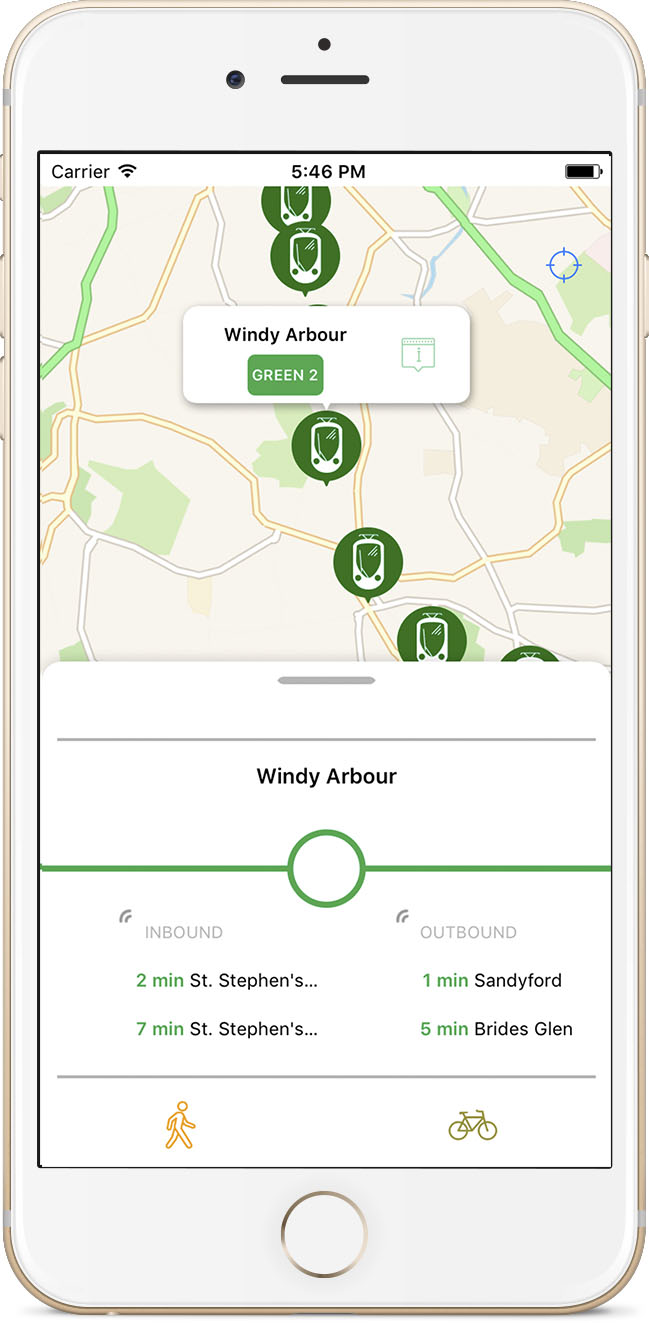 Carrier 5:46 PM
Windy Arbour
GREEN 2
i
Windy Arbour
INBOUND OUTBOUND
2 min St. Stephen's... 1 min Sandyford
7 min St. Stephen's... 5 min Brides Glen